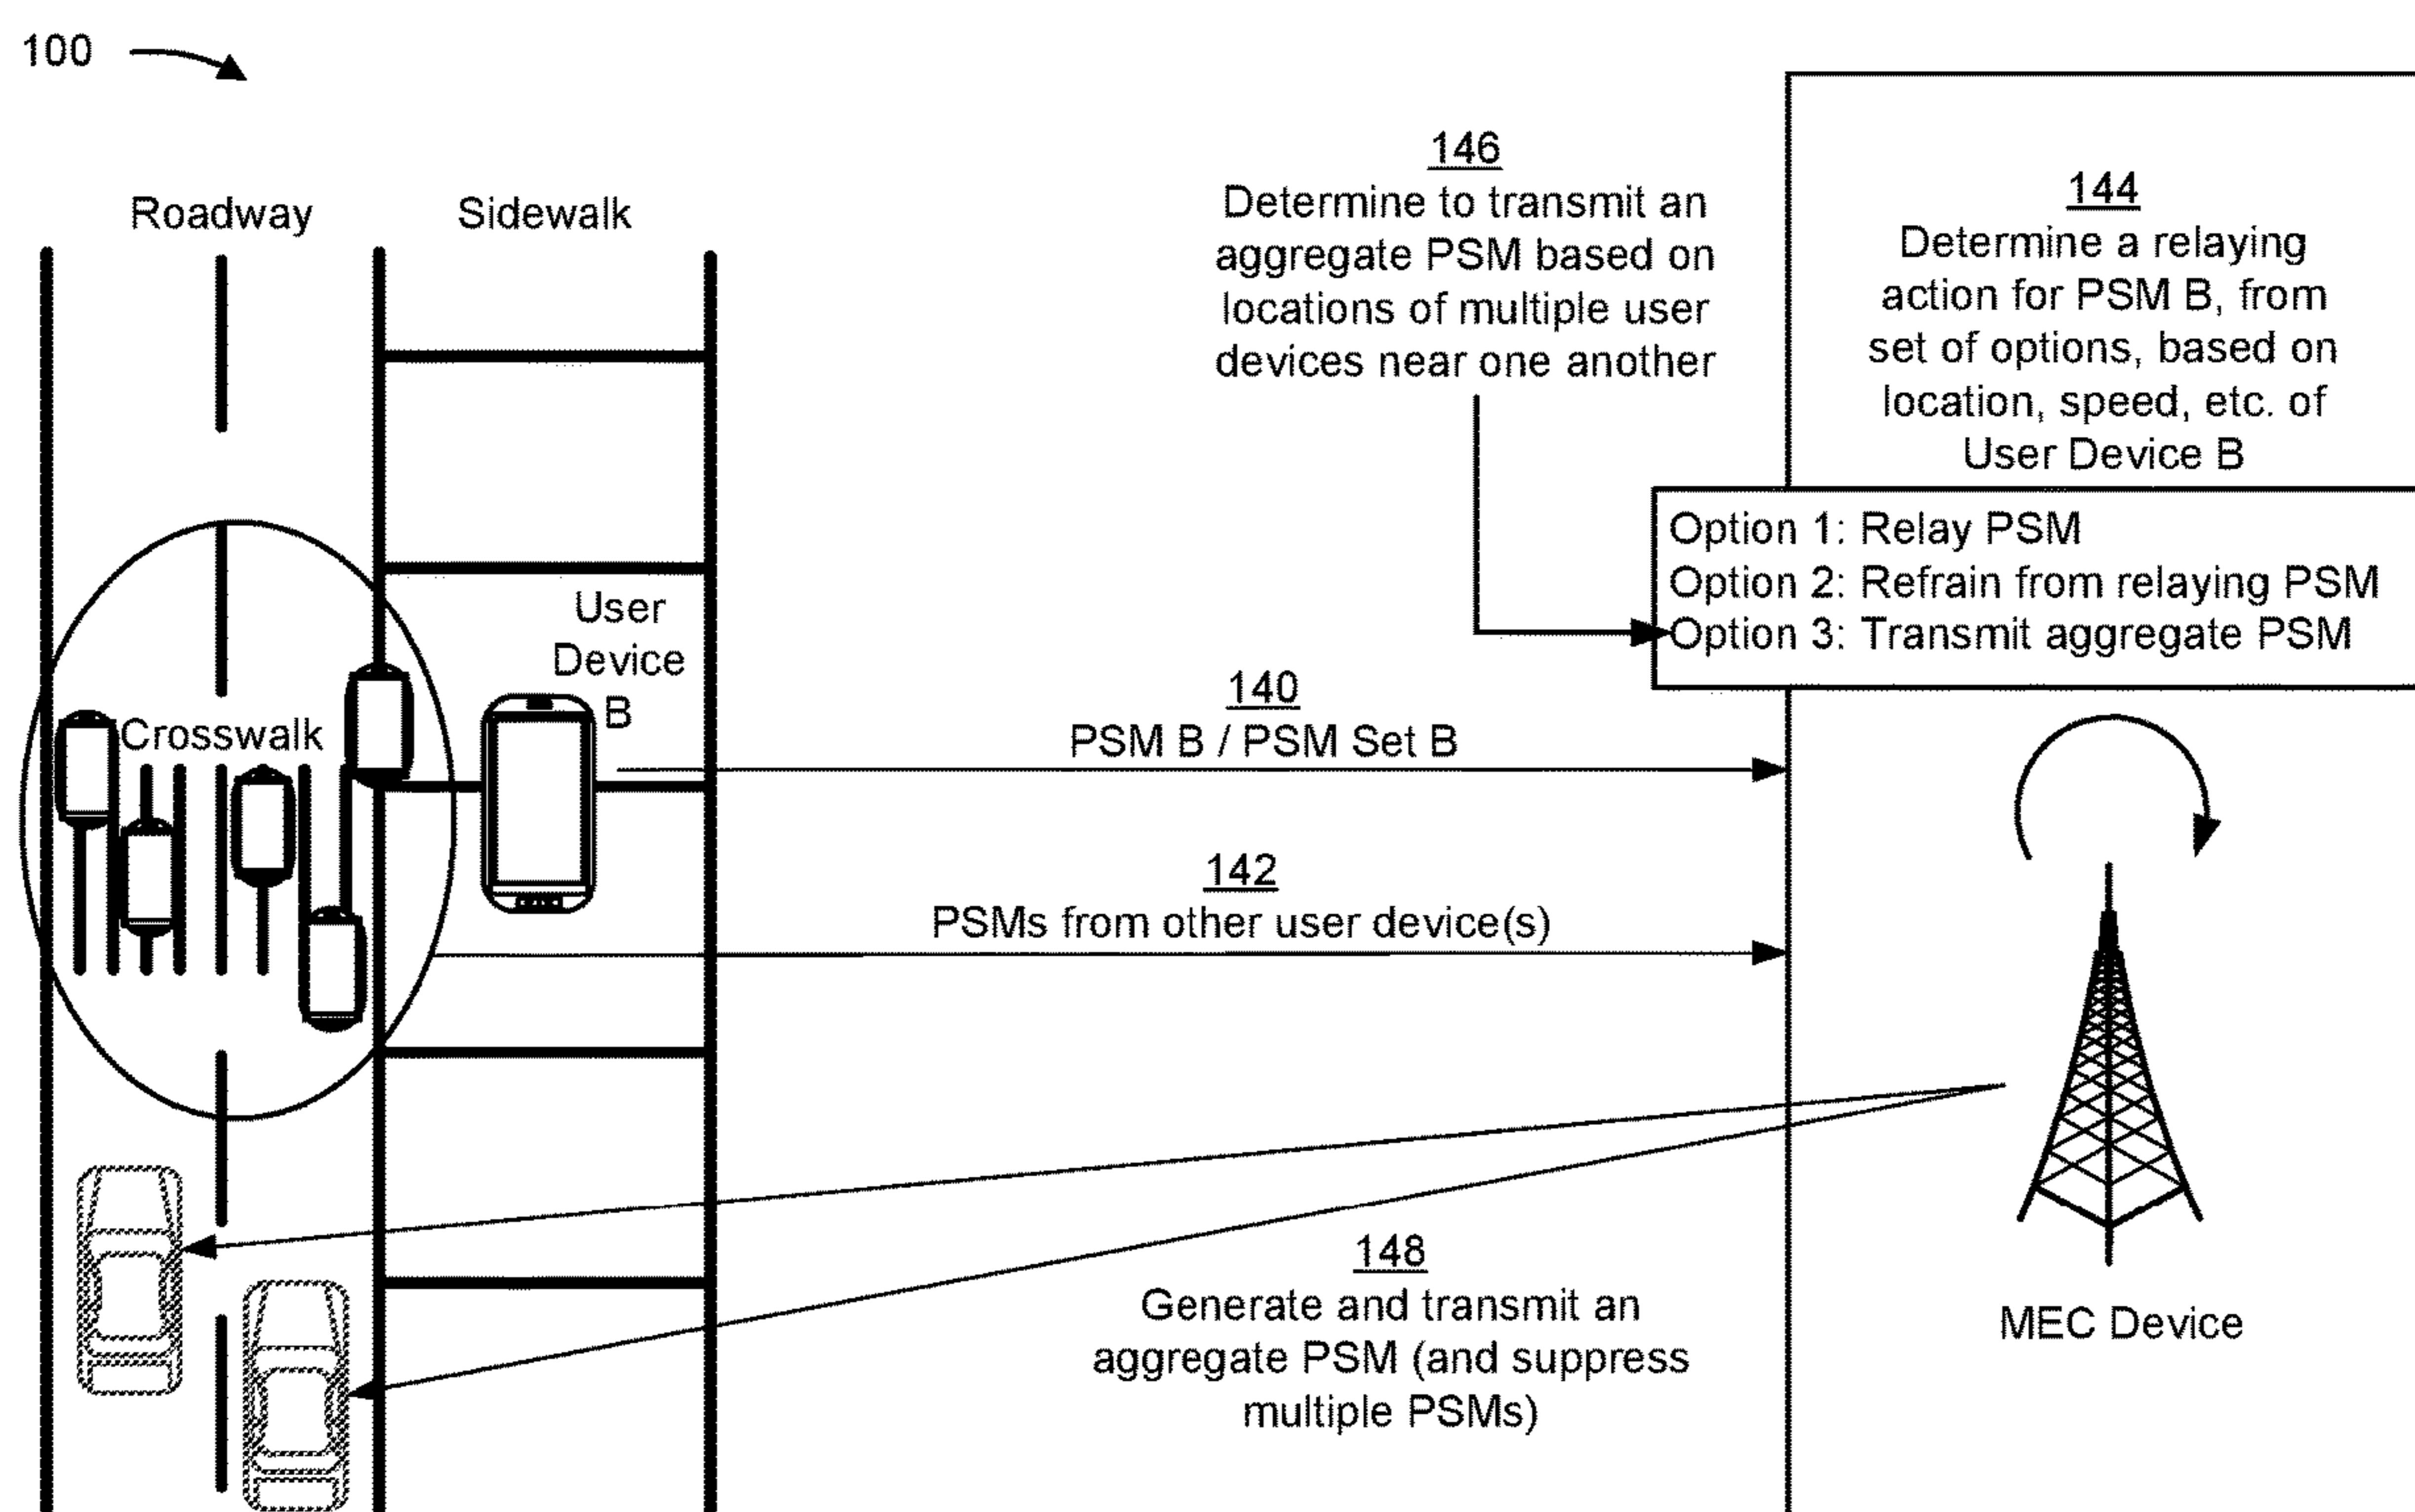 100
Roadway
Sidewalk
146
Determine to transmit an
aggregate PSM based on
locations of multiple user
devices near one another
144
Determine a relaying
action for PSM B, from
set of options, based on
location, speed, etc. of
User Device B
Option 1: Relay PSM
Option 2: Refrain from relaying PSM
Option 3: Transmit aggregate PSM
User
Device
B
Crosswalk
140
PSM B / PSM Set B
142
PSMs from other user device(s)
148
Generate and transmit an
aggregate PSM (and suppress
multiple PSMs)
MEC Device